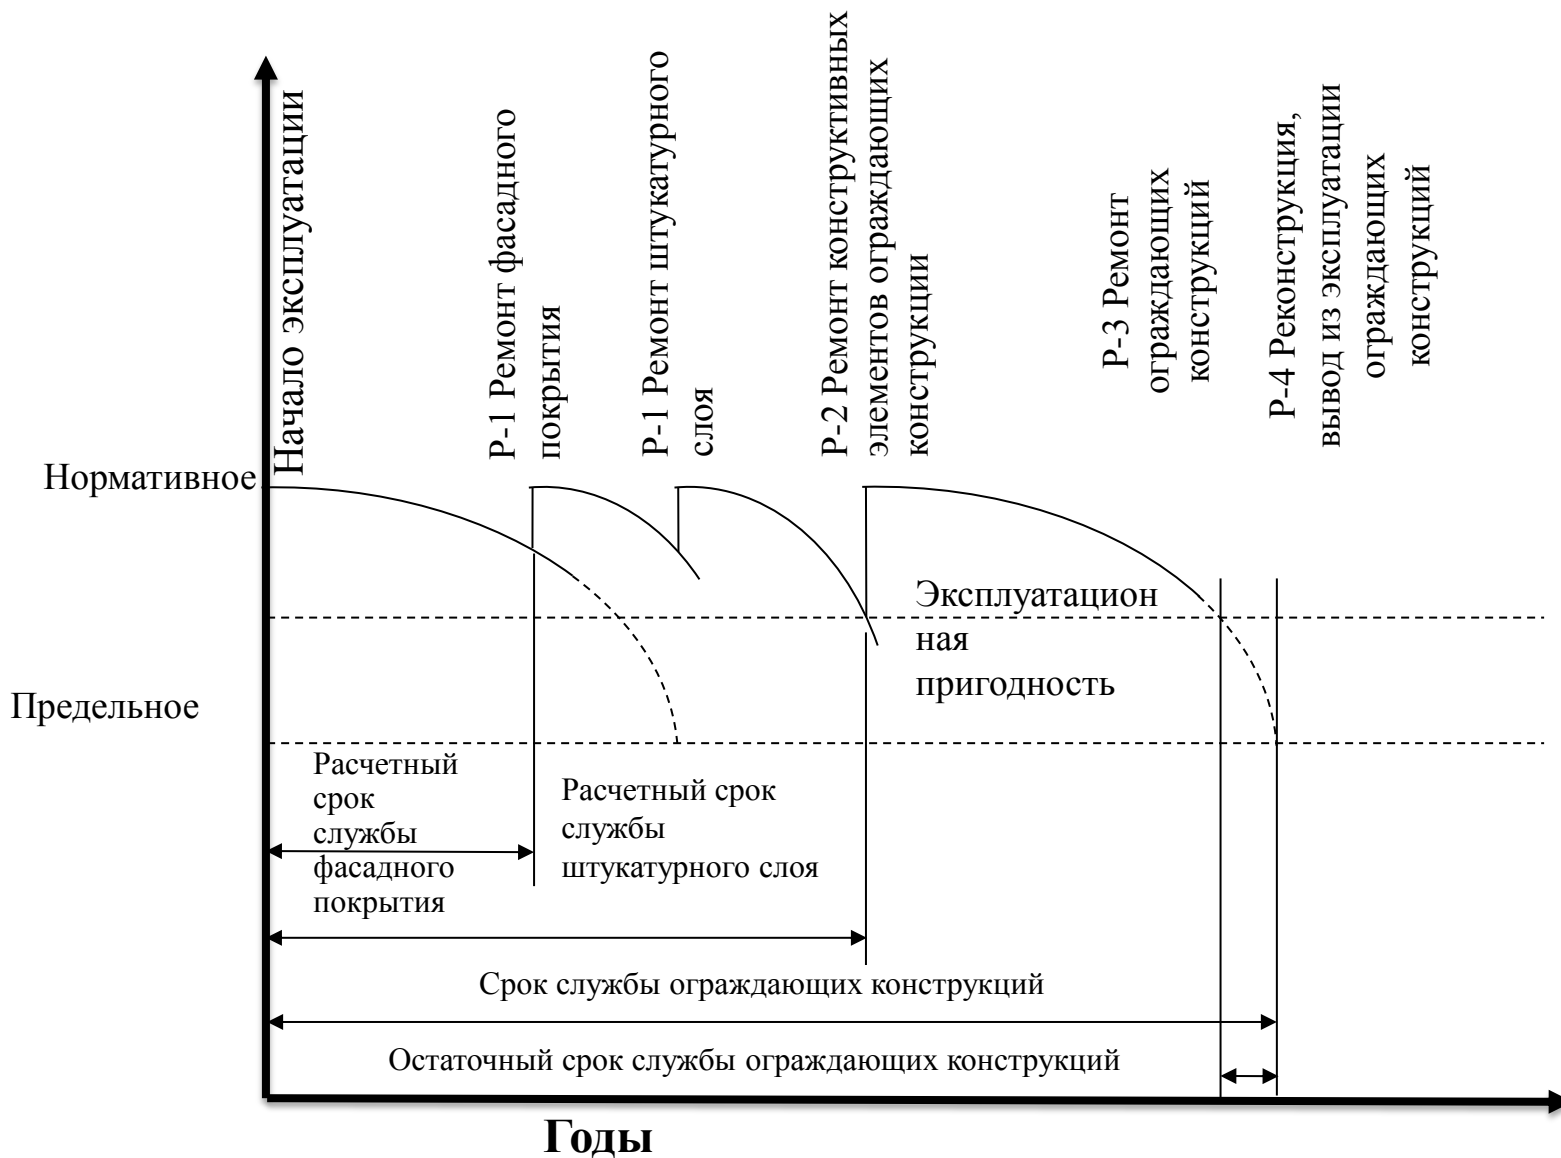 Начало эксплуатации
Р-1 Ремонт фасадного
покрытия
Р-1 Ремонт штукатурного
слоя
Р-2 Ремонт конструктивных
элементов ограждающих
конструкции
Р-3 Ремонт
ограждающих
конструкций
Р-4 Реконструкция,
вывод из эксплуатации
ограждающих
конструкций
Нормативное
Эксплуатацион
ная
пригодность
Предельное
Расчетный
срок
службы
фасадного
покрытия
Расчетный срок
службы
штукатурного слоя
Срок службы ограждающих конструкций
Остаточный срок службы ограждающих конструкций
Годы